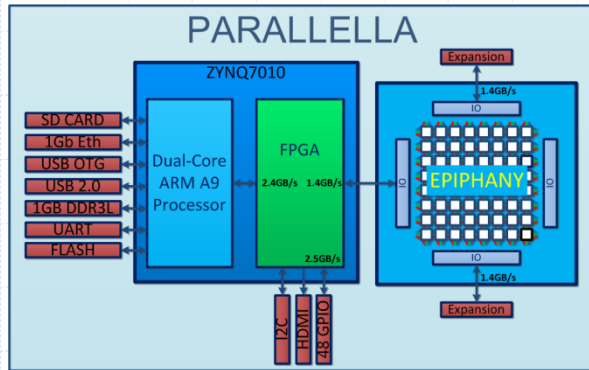 PARALLELLA
ZYNQ7010
Expansion
1.4GB/s
IO
SD CARD
1Gb Eth
USB OTG
USB 2.0
1GB DDR3L
UART
FLASH
Dual-Core
ARM A9
Processor
FPGA
2.4GB/s
1.4GB/s
2.5GB/s
IO
EPIPHANY
IO
IO
1.4GB/s
Expansion
I2C
HDMI
48 GPIO